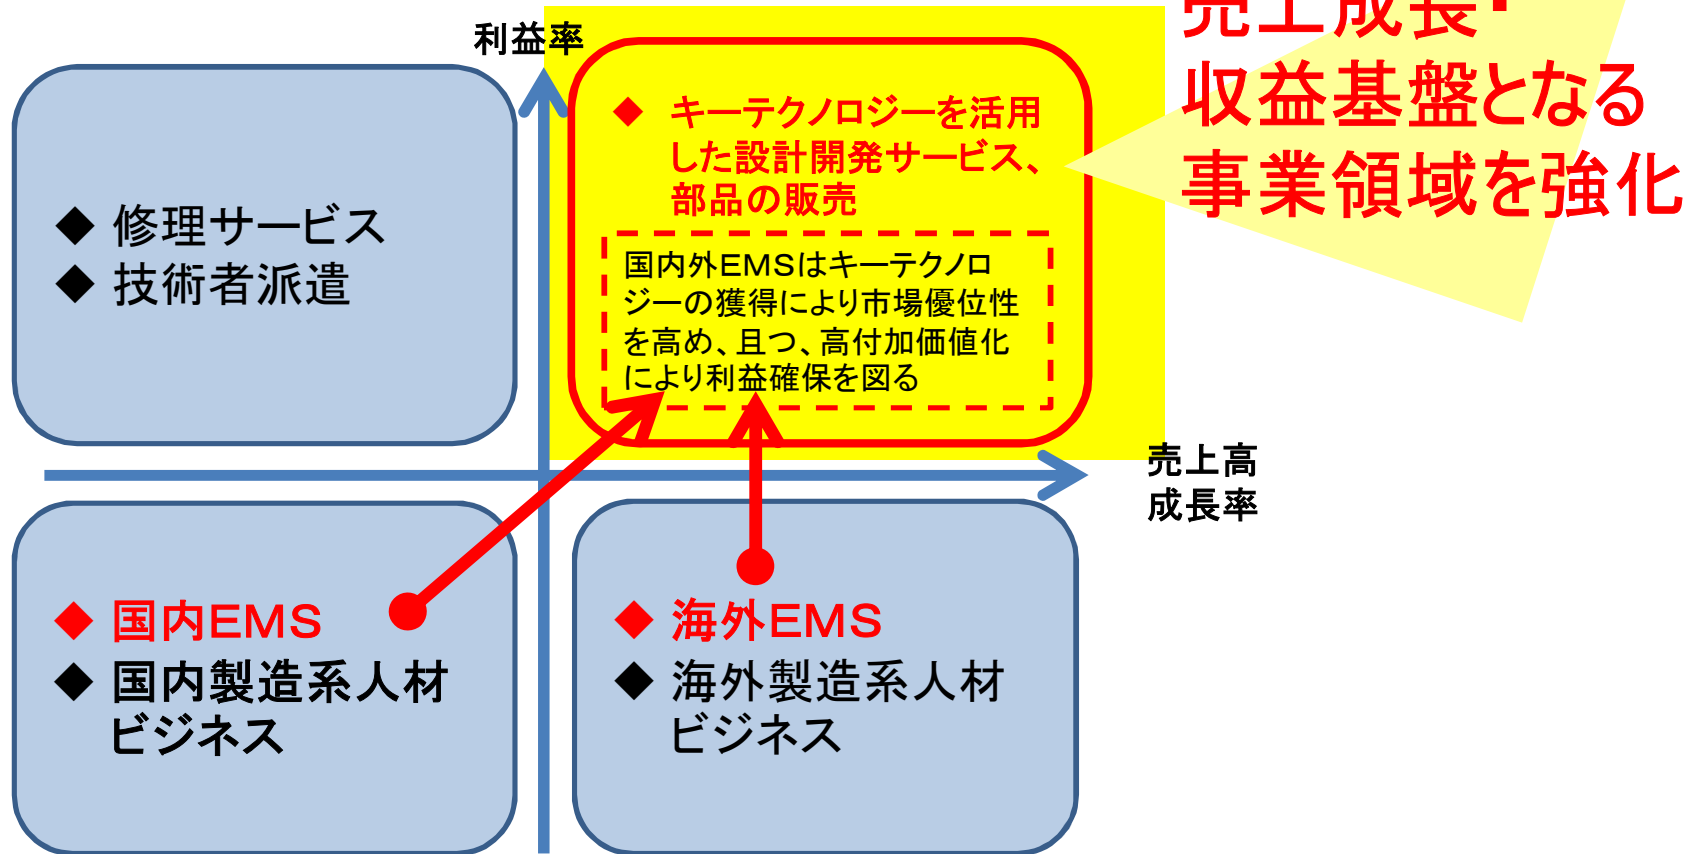 利益率
売上成長・
収益基盤となる
事業領域を強化
◆ キーテクノロジーを活用
した設計開発サービス、
部品の販売
国内外EMSはキーテクノロ
ジーの獲得により市場優位性
を高め、且つ、高付加価値化
により利益確保を図る
◆ 修理サービス
◆ 技術者派遣
売上高
成長率
◆ 国内EMS
◆ 国内製造系人材
ビジネス
◆ 海外EMS
◆ 海外製造系人材
ビジネス